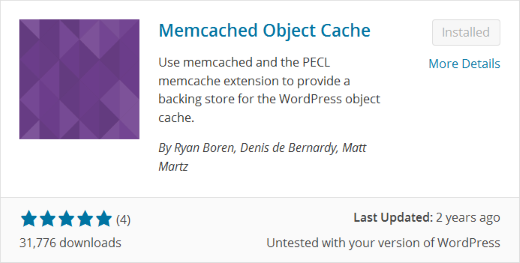 Memcached Object Cache
Installed
More Details
Use memcached and the PECL
memcache extension to provide a
backing store for the WordPress object
cache.
By Ryan Boren, Denis de Bernardy, Matt
Martz
(4)
Last Updated: 2 years ago
31,776 downloads
Untested with your version of WordPress